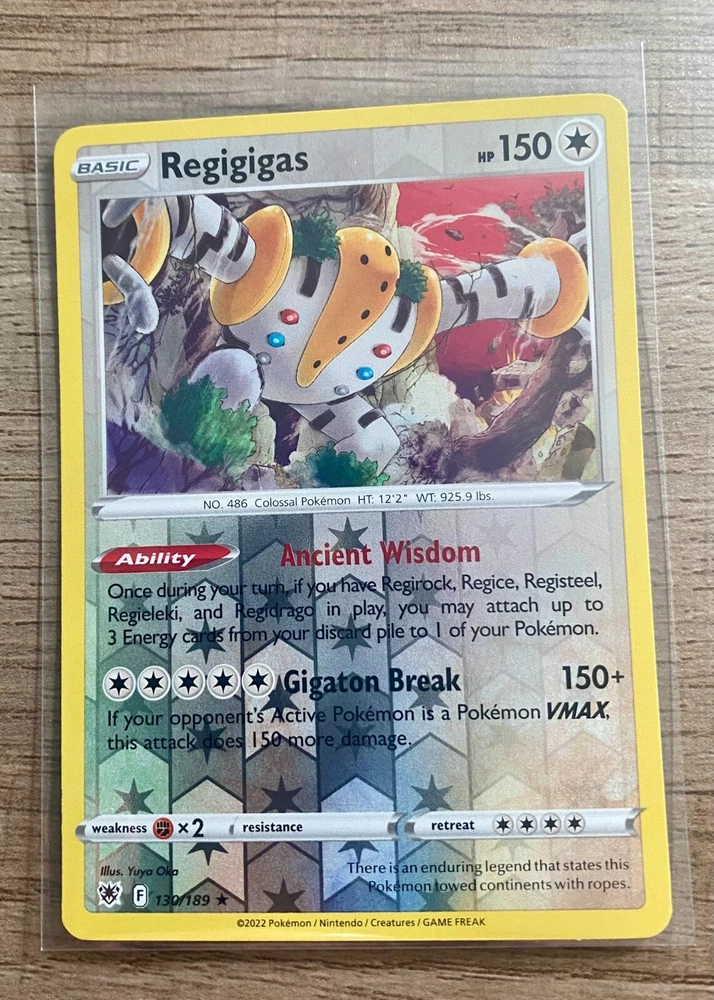 BASIC Regigigas HP 150
NO. 486 Colossal Pokémon HT: 12'2" WT: 925.9 lbs.
Ability Ancient Wisdom
Once during your turn, if you have Regirock, Regice, Registeel,
Regieleki, and Regidrago in play, you may attach up to
3 Energy cards from your discard pile to 1 of your Pokémon.
Gigaton Break 150+
If your opponent's Active Pokémon is a Pokémon VMAX,
this attack does 150 more damage.
weakness ×2 resistance retreat
Illus. Yuya Oka
There is an enduring legend that states this
Pokémon towed continents with ropes.
F 130/189 ★
©2022 Pokémon / Nintendo / Creatures / GAME FREAK